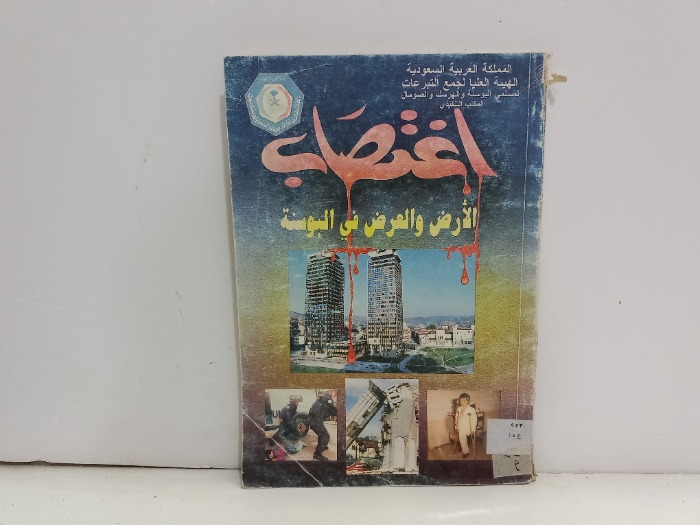 المملكة العربية السعودية
الهيئة العليا لجمع التبرعات
لمسلمي البوسنة والهرسك والصومال
المكتب التنفيذي
اغتصاب
الأرض والعرض في البوسنة